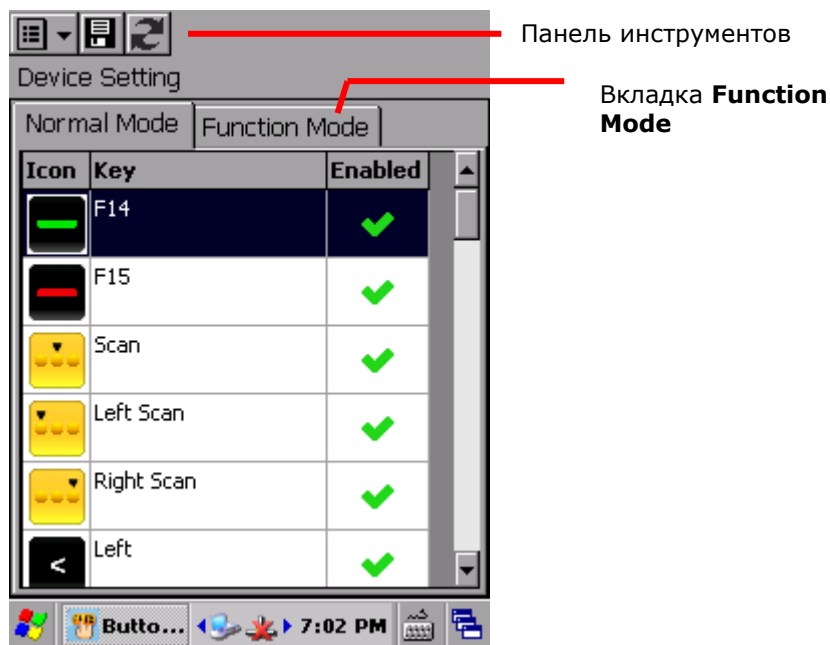 Панель инструментов
Device Setting
Вкладка Function
Mode
Normal Mode Function Mode
Icon Key Enabled
F14
F15
Scan
Left Scan
Right Scan
< Left
Butto... 7:02 PM